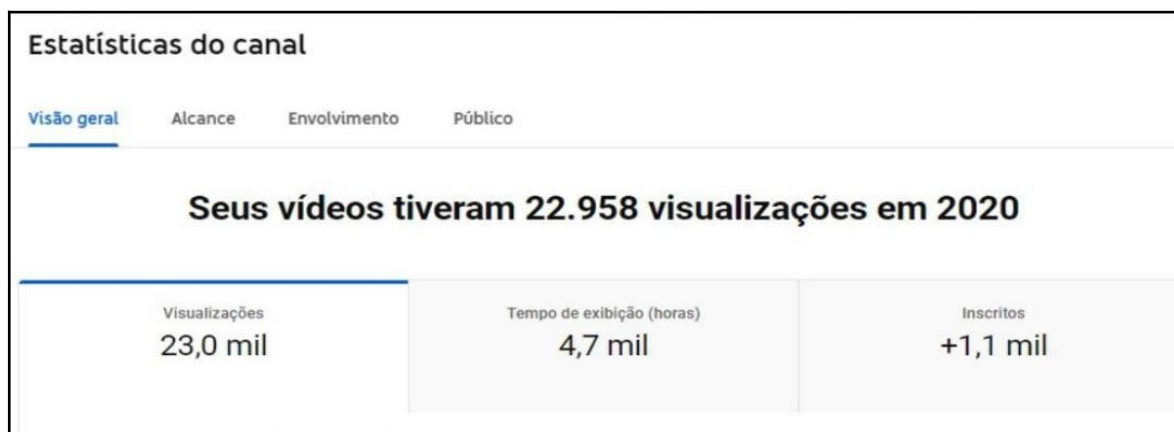 Estatísticas do canal
Visão geral Alcance Envolvimento Público
Seus vídeos tiveram 22.958 visualizações em 2020
Visualizações Tempo de exibição (horas) Inscritos
23,0 mil 4,7 mil +1,1 mil